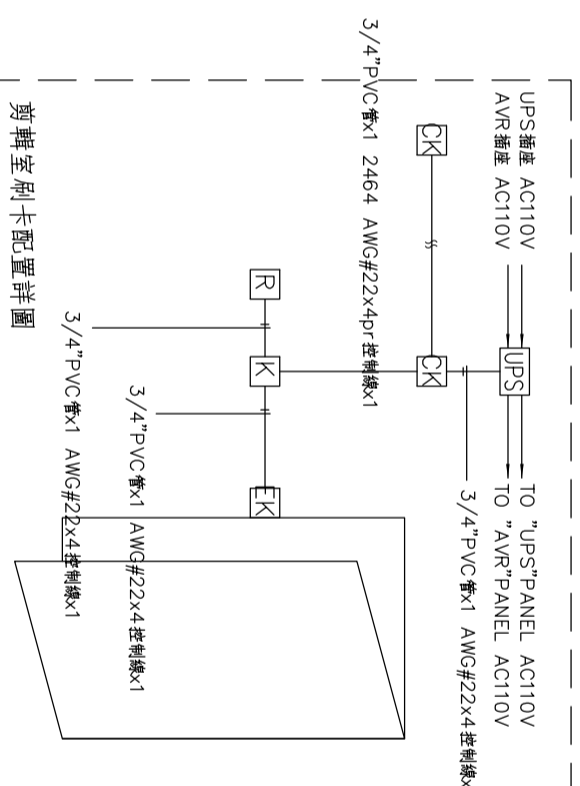 UPS插座 AC110V
AVR插座 AC110V
UPS
TO "UPS"PANEL AC110V
TO "AVR"PANEL AC110V
CK
CK
3/4"PVC管x1 AWG#22x4控制線x
3/4"PVC管x1 2464 AWG#22x4pr控制線x1
R
K
EK
3/4"PVC管x1 AWG#22x4控制線x1
3/4"PVC管x1 AWG#22x4控制線x1
剪輯室刷卡配置詳圖